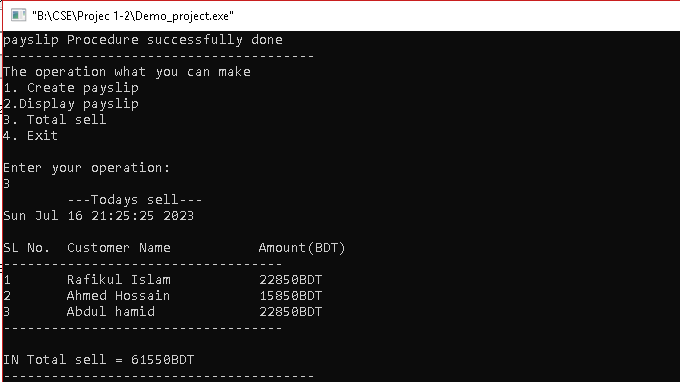 "B:\CSE\Projec 1-2\Demo_project.exe"
payslip Procedure successfully done
---------------------------------------
The operation what you can make
1. Create payslip
2.Display payslip
3. Total sell
4. Exit
Enter your operation:
3
---Todays sell---
Sun Jul 16 21:25:25 2023
SL No. Customer Name Amount(BDT)
-----------------------------------
1 Rafikul Islam 22850BDT
2 Ahmed Hossain 15850BDT
3 Abdul hamid 22850BDT
-----------------------------------
IN Total sell = 61550BDT
---------------------------------------